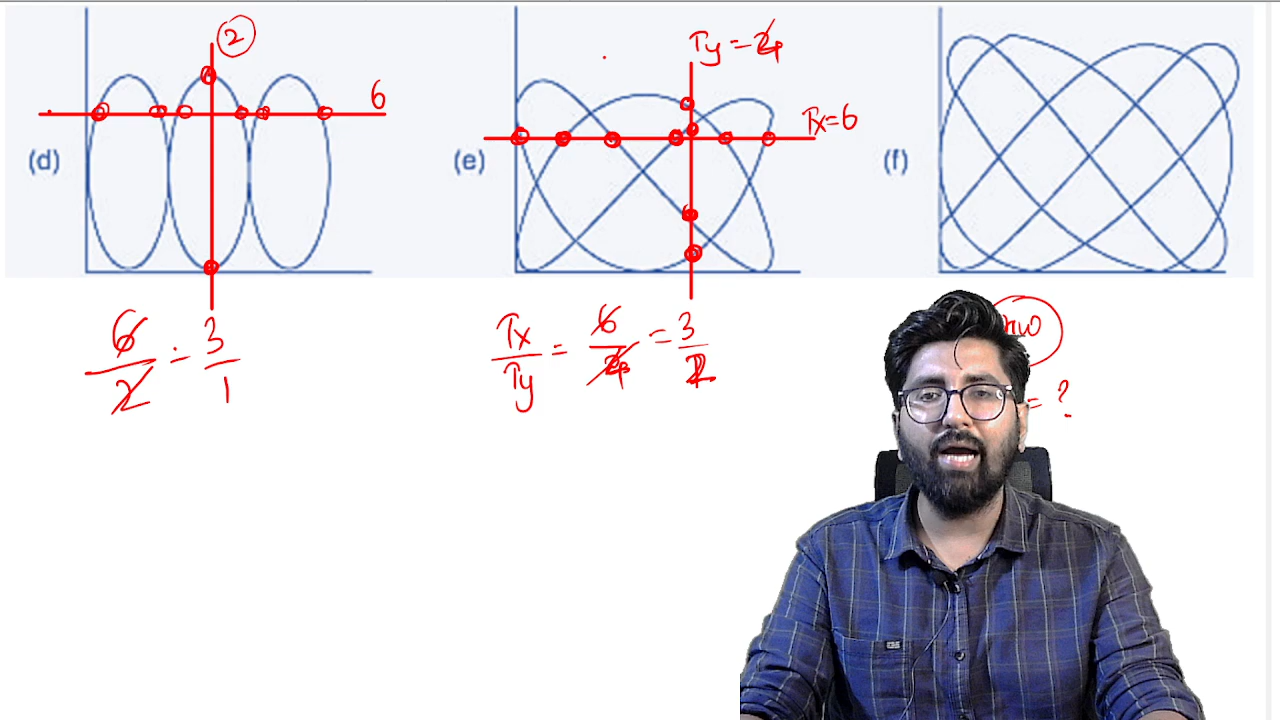 (d)
2
6
6/2 = 3/1
(e)
Ty = 4
Tx=6
Tx/Ty = 6/4 = 3/2
(f)
= ?